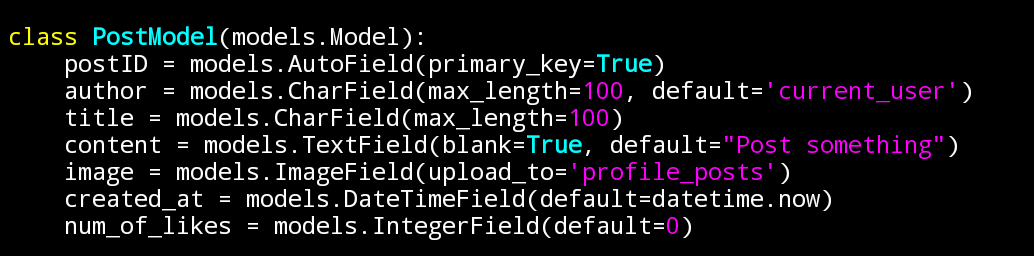 class PostModel(models.Model):
    postID = models.AutoField(primary_key=True)
    author = models.CharField(max_length=100, default='current_user')
    title = models.CharField(max_length=100)
    content = models.TextField(blank=True, default="Post something")
    image = models.ImageField(upload_to='profile_posts')
    created_at = models.DateTimeField(default=datetime.now)
    num_of_likes = models.IntegerField(default=0)